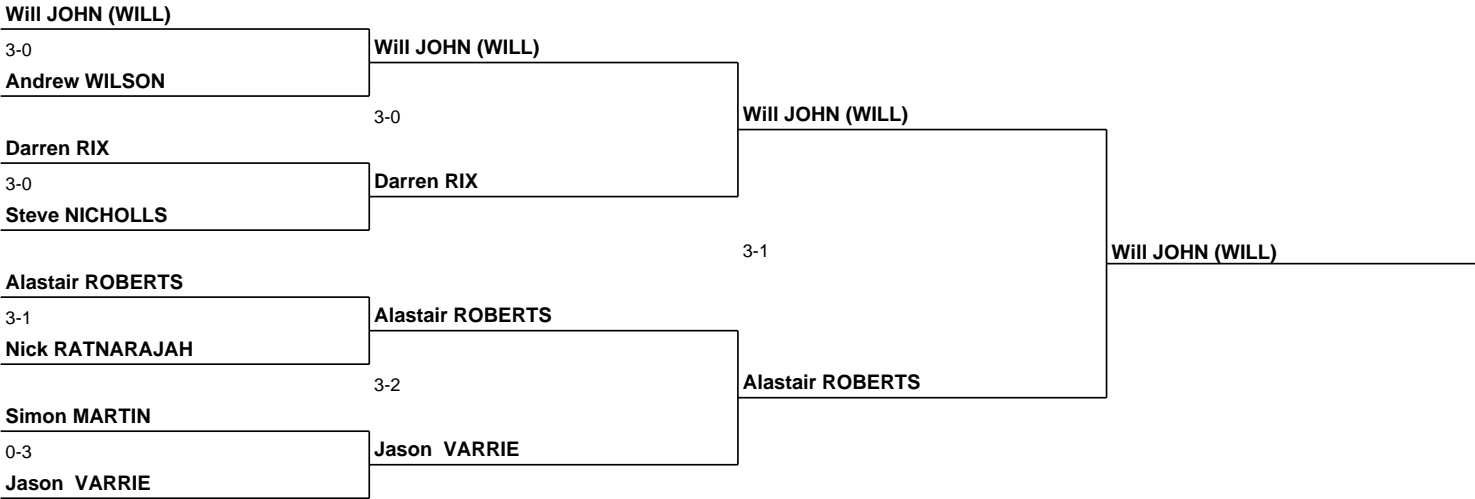 Will JOHN (WILL)
3-0
Will JOHN (WILL)
Andrew WILSON
3-0
Will JOHN (WILL)
Darren RIX
3-0
Darren RIX
Steve NICHOLLS
3-1
Will JOHN (WILL)
Alastair ROBERTS
3-1
Alastair ROBERTS
Nick RATNARAJAH
3-2
Alastair ROBERTS
Simon MARTIN
0-3
Jason  VARRIE
Jason  VARRIE